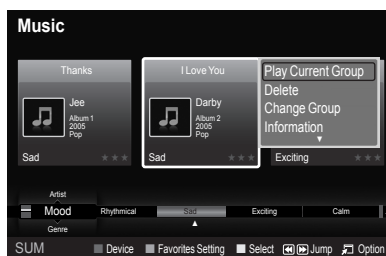 Music
Thanks
Jee
Album 1
2005
Pop
Sad
I Love You
Darby
Album 2
2005
Pop
Sad
Play Current Group
Delete
Change Group
Information
Exciting
Artist
Mood
Genre
Rhythmical Sad Exciting Calm
SUM Device Favorites Setting Select Jump Option